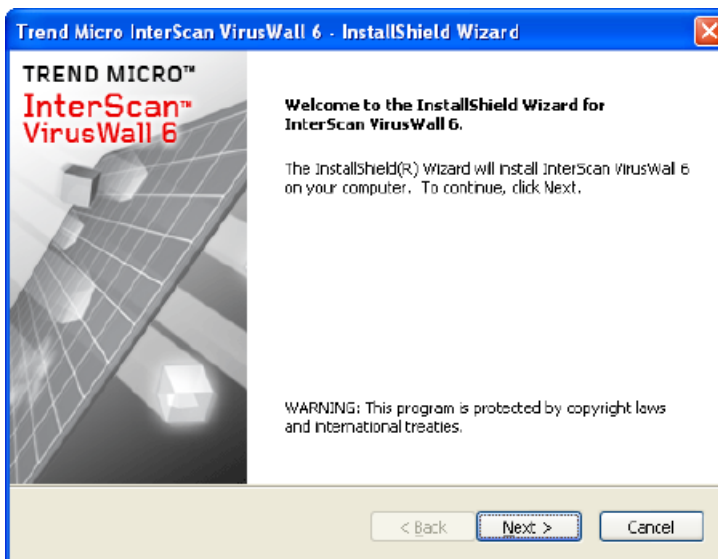 Trend Micro InterScan VirusWall 6 - InstallShield Wizard
TREND MICRO™
InterScan™
VirusWall 6
Welcome to the InstallShield Wizard for
InterScan VirusWall 6.
The InstallShield(R) Wizard will install InterScan VirusWall 6
on your computer. To continue, click Next.
WARNING: This program is protected by copyright laws
and international treaties.
< Back
Next >
Cancel